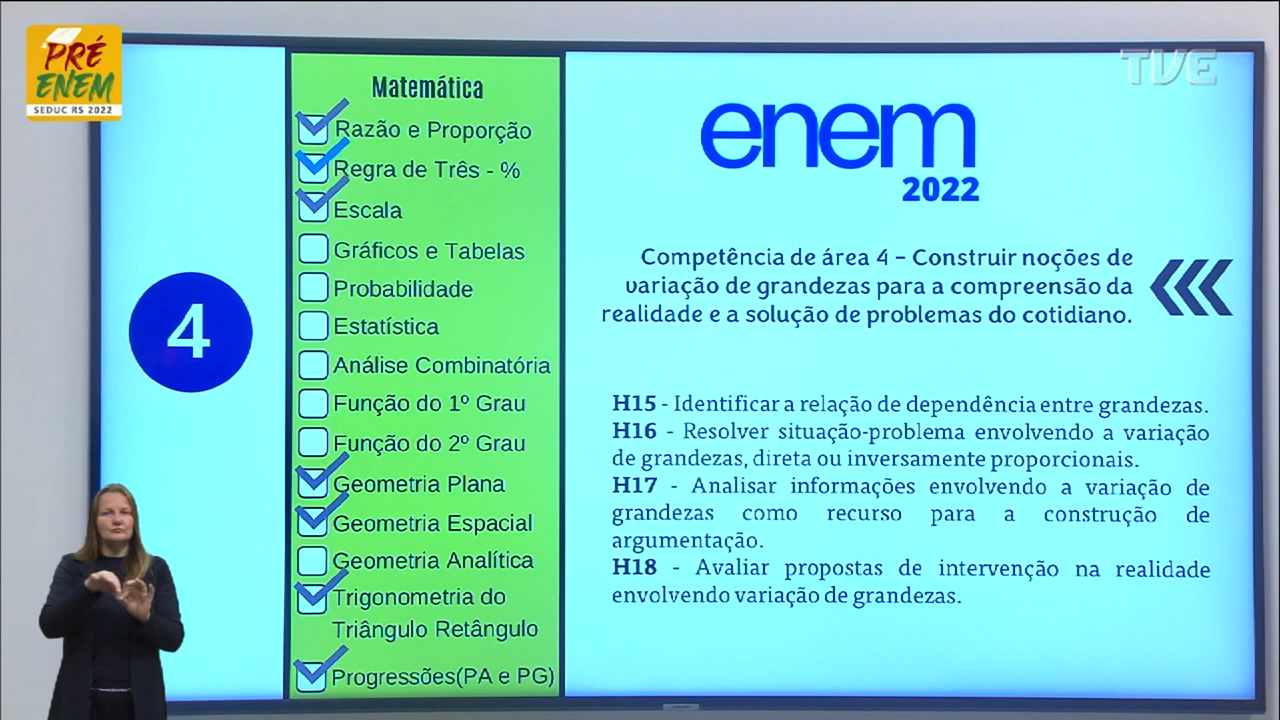 PRÉ
ENEM
SEDUC RS 2022
TVE
4
Matemática
Razão e Proporção
Regra de Três - %
Escala
Gráficos e Tabelas
Probabilidade
Estatística
Análise Combinatória
Função do 1º Grau
Função do 2º Grau
Geometria Plana
Geometria Espacial
Geometria Analítica
Trigonometria do
Triângulo Retângulo
Progressões(PA e PG)
enem
2022
Competência de área 4 – Construir noções de
variação de grandezas para a compreensão da
realidade e a solução de problemas do cotidiano.
H15 - Identificar a relação de dependência entre grandezas.
H16 - Resolver situação-problema envolvendo a variação
de grandezas, direta ou inversamente proporcionais.
H17 - Analisar informações envolvendo a variação de
grandezas como recurso para a construção de
argumentação.
H18 - Avaliar propostas de intervenção na realidade
envolvendo variação de grandezas.